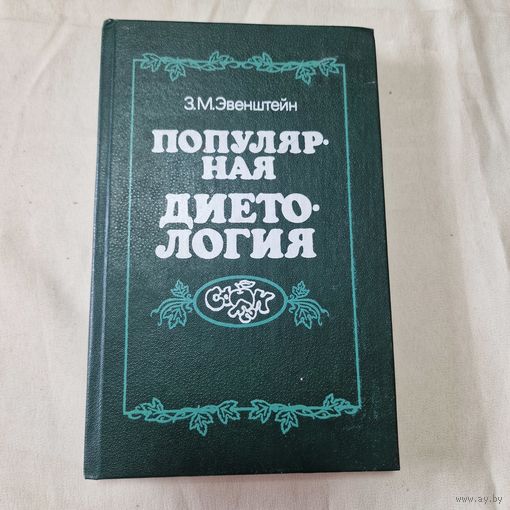 З.М.Эвенштейн
ПОПУЛЯР·
НАЯ
ДИЕТО·
ЛОГИЯ
www.ay.by